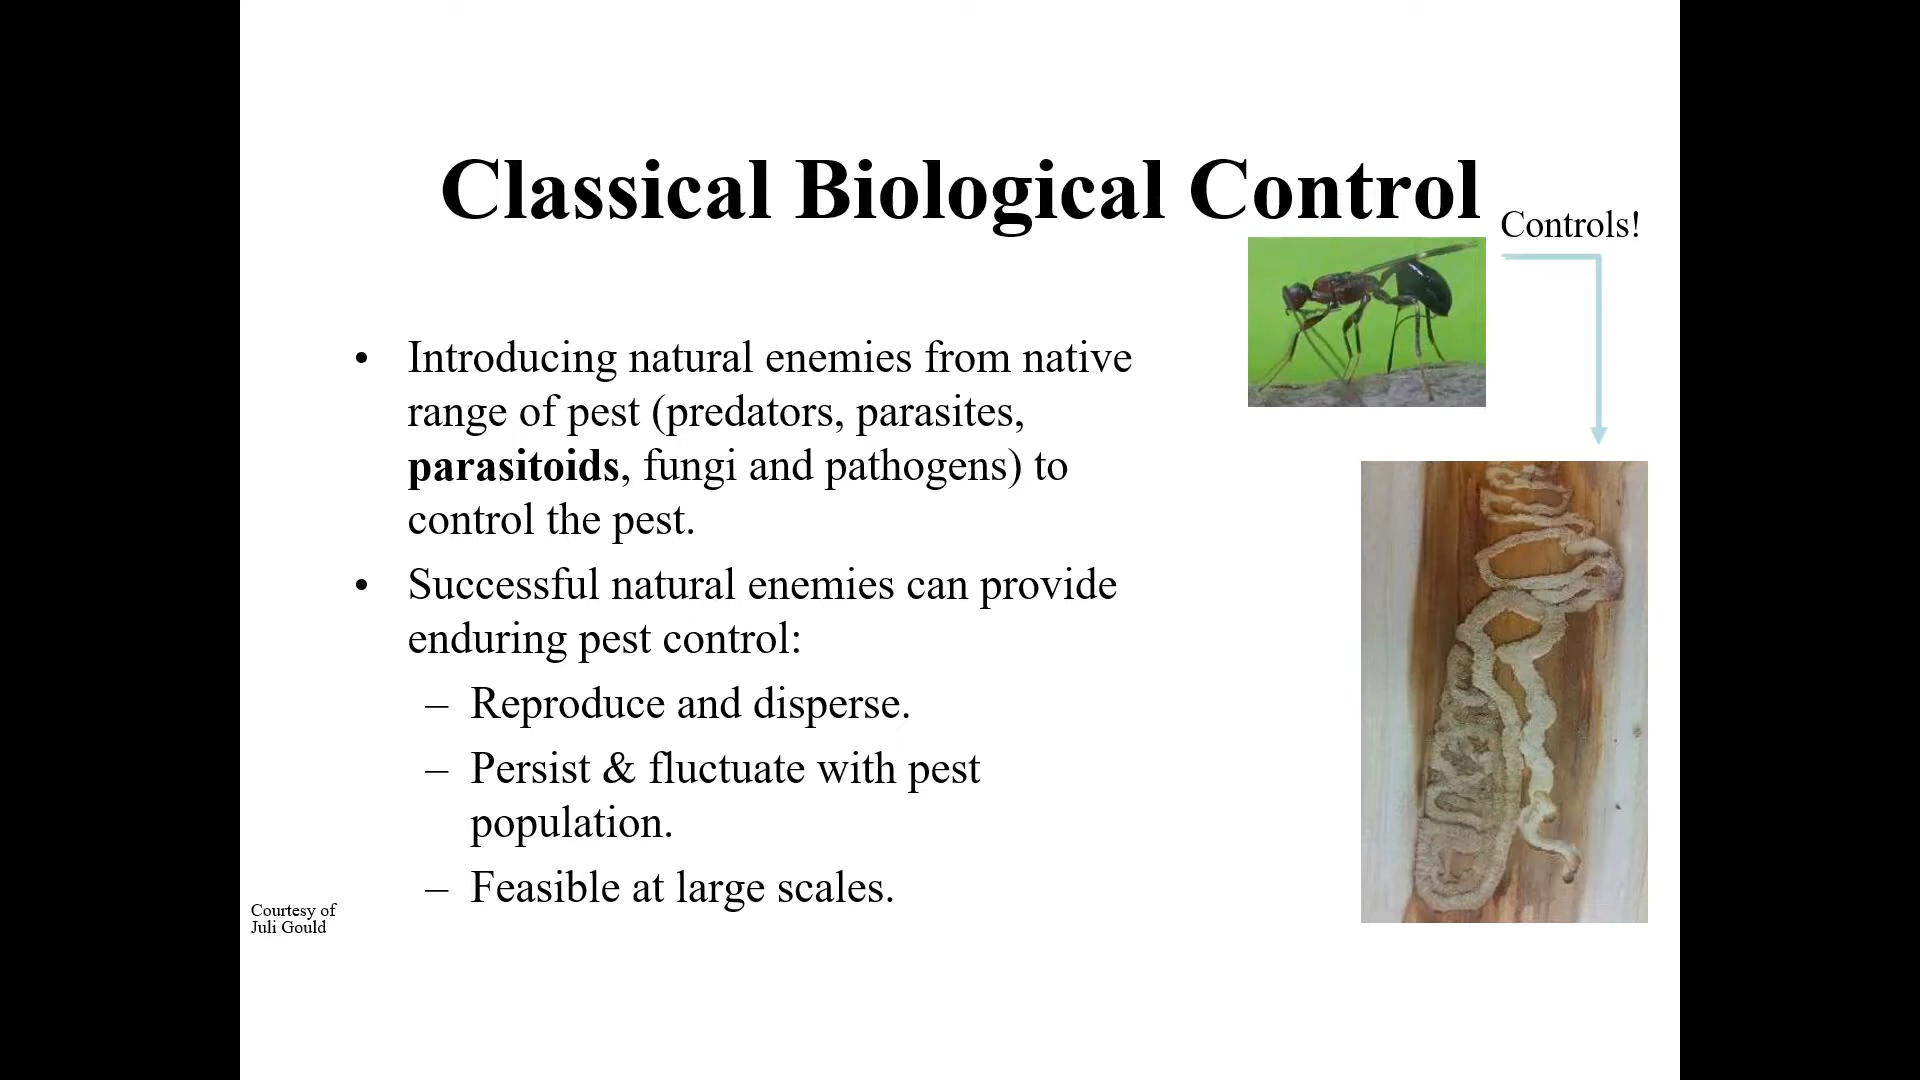 Classical Biological Control
Controls!
• Introducing natural enemies from native
range of pest (predators, parasites,
parasitoids, fungi and pathogens) to
control the pest.
• Successful natural enemies can provide
enduring pest control:
– Reproduce and disperse.
– Persist & fluctuate with pest
population.
– Feasible at large scales.
Courtesy of
Juli Gould